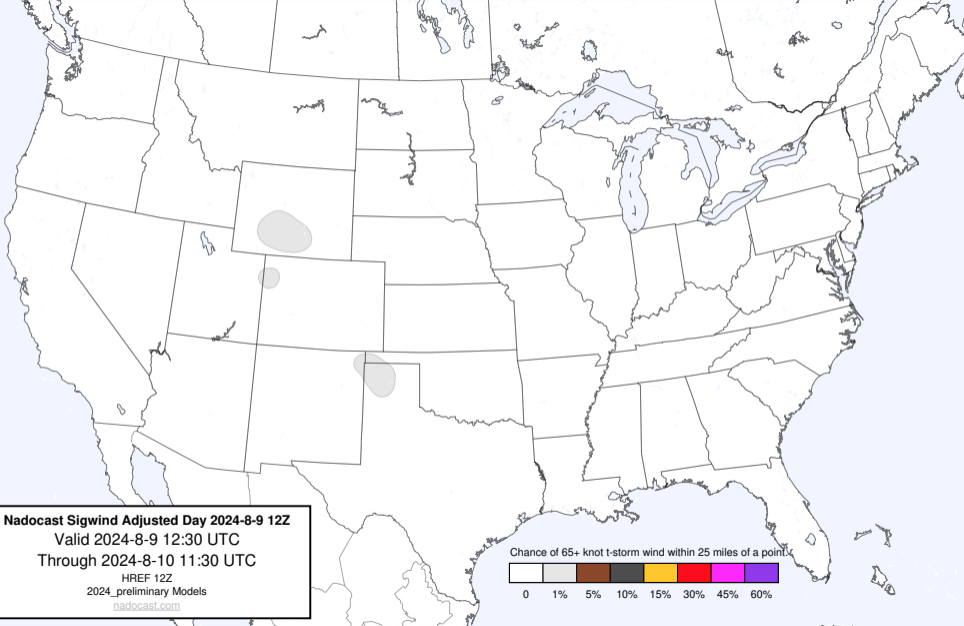 Nadocast Sigwind Adjusted Day 2024-8-9 12Z
Valid 2024-8-9 12:30 UTC
Through 2024-8-10 11:30 UTC
HREF 12Z
2024_preliminary Models
nadocast.com
Chance of 65+ knot t-storm wind within 25 miles of a point.
0 1% 5% 10% 15% 30% 45% 60%